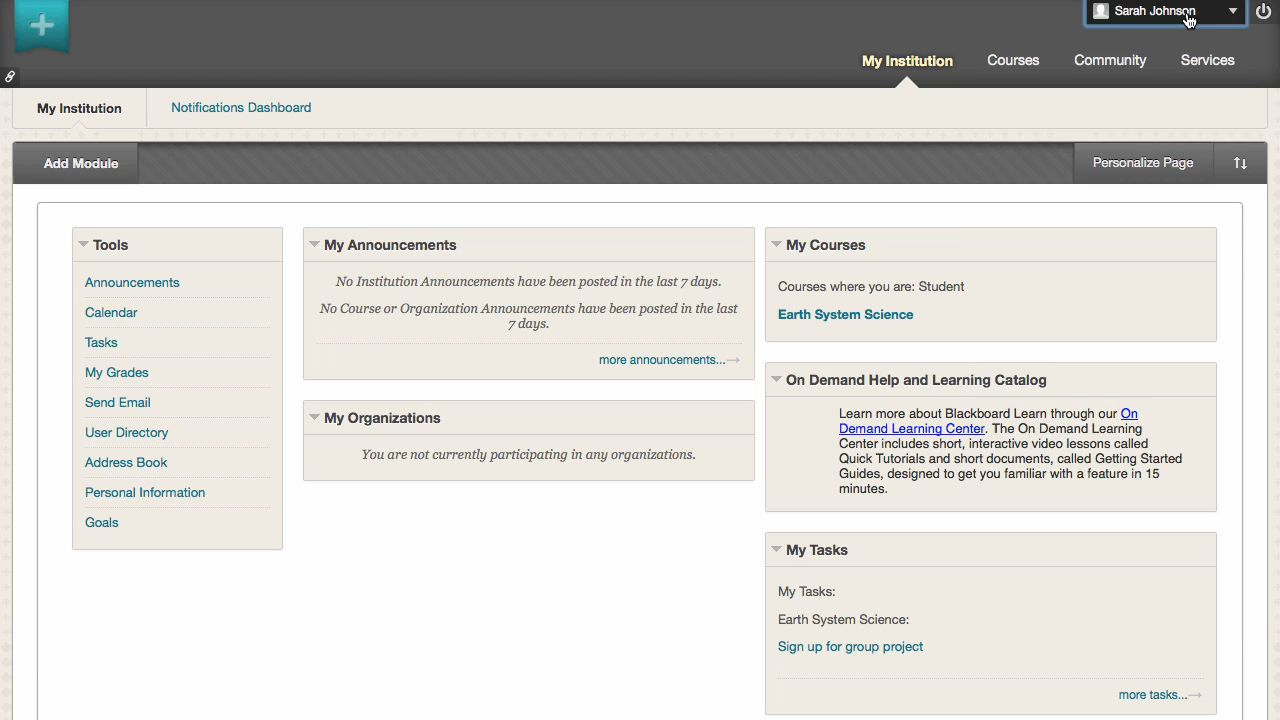 Sarah Johnson
My Institution
Courses
Community
Services
My Institution
Notifications Dashboard
Add Module
Personalize Page
Tools
Announcements
Calendar
Tasks
My Grades
Send Email
User Directory
Address Book
Personal Information
Goals
My Announcements
No Institution Announcements have been posted in the last 7 days.
No Course or Organization Announcements have been posted in the last
7 days.
more announcements...
My Organizations
You are not currently participating in any organizations.
My Courses
Courses where you are: Student
Earth System Science
On Demand Help and Learning Catalog
Learn more about Blackboard Learn through our On
Demand Learning Center. The On Demand Learning
Center includes short, interactive video lessons called
Quick Tutorials and short documents, called Getting Started
Guides, designed to get you familiar with a feature in 15
minutes.
My Tasks
My Tasks:
Earth System Science:
Sign up for group project
more tasks...